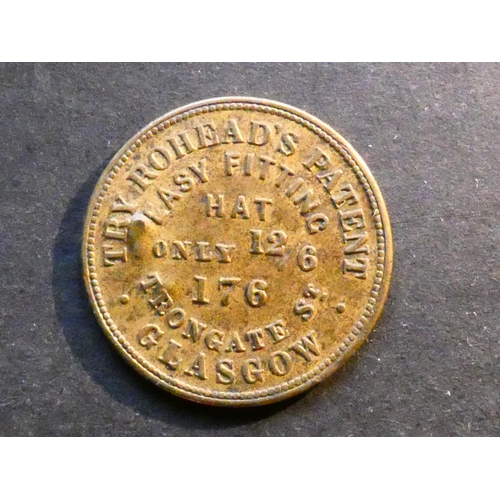 TRY ROHEAD'S PATENT
EASY FITTING
HAT
ONLY 12/6
176
TRONGATE ST
GLASGOW